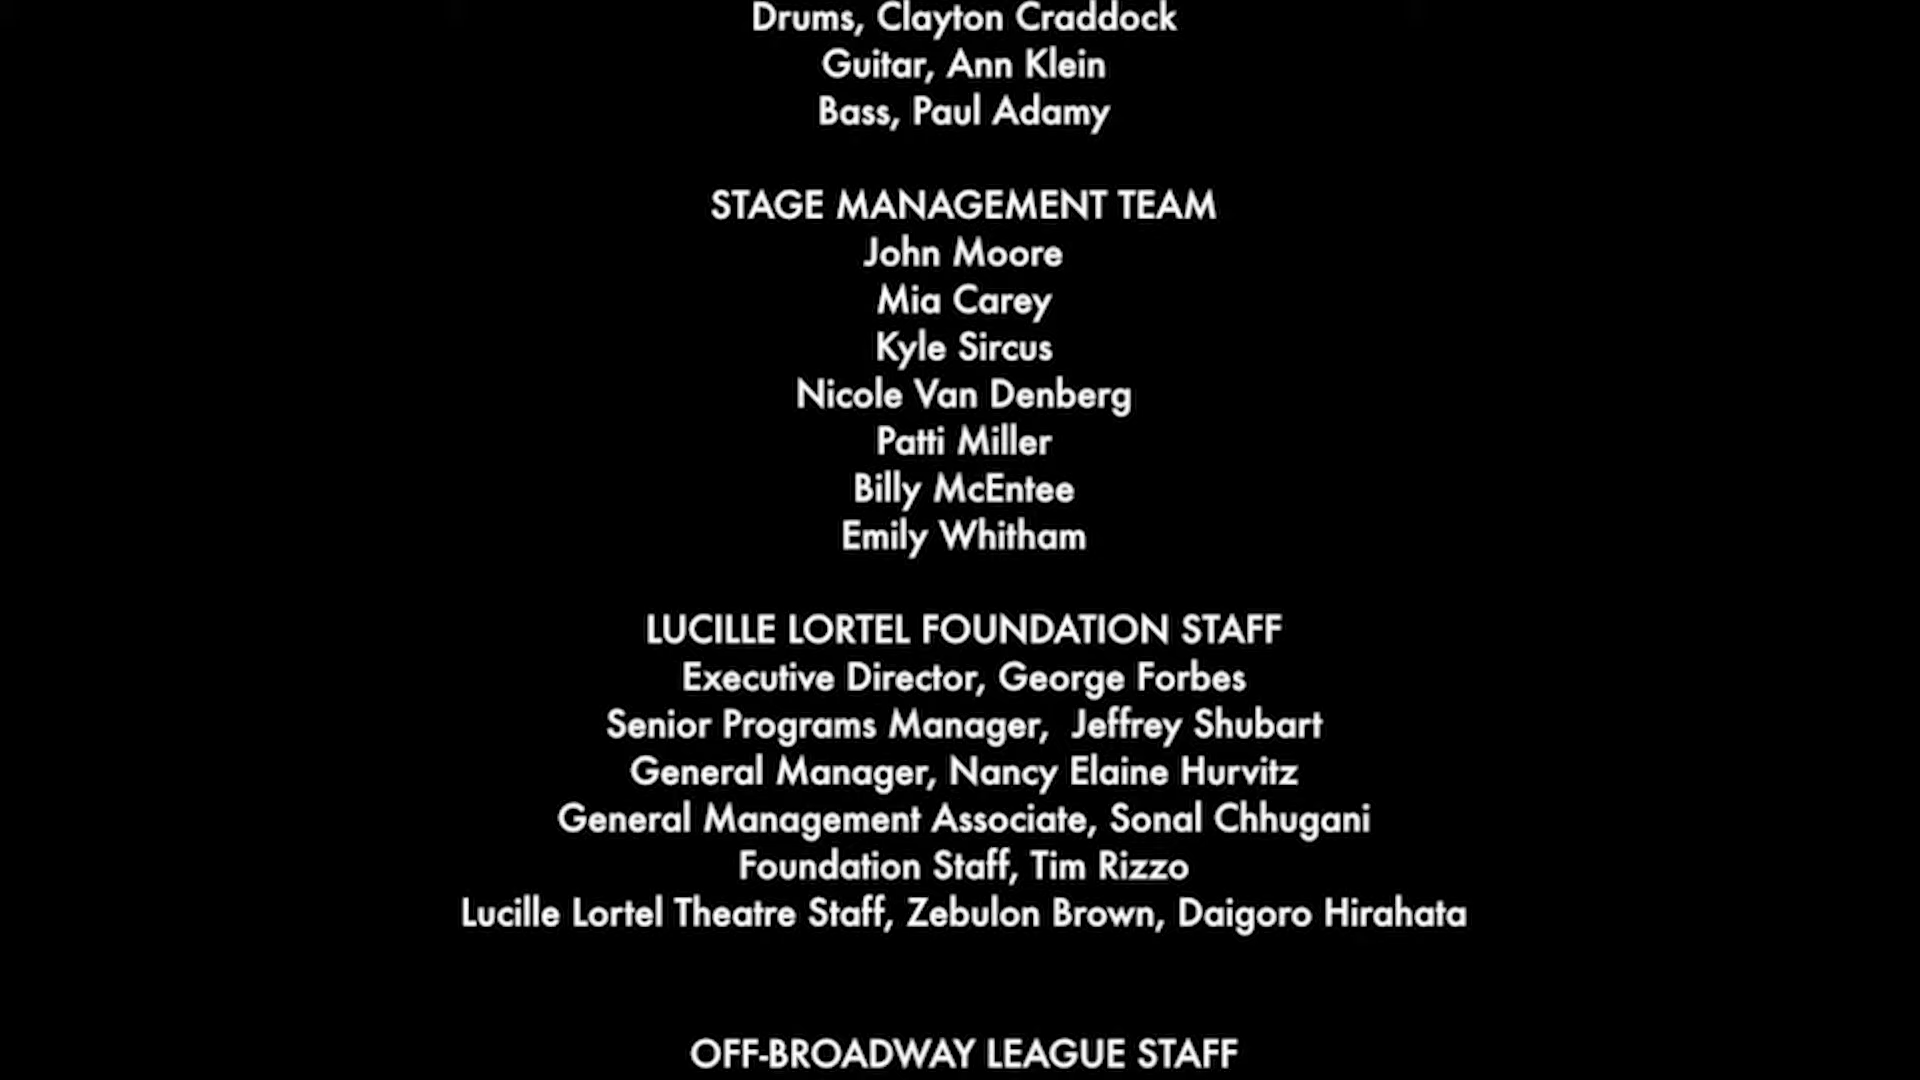 Drums, Clayton Craddock
Guitar, Ann Klein
Bass, Paul Adamy
STAGE MANAGEMENT TEAM
John Moore
Mia Carey
Kyle Sircus
Nicole Van Denberg
Patti Miller
Billy McEntee
Emily Whitham
LUCILLE LORTEL FOUNDATION STAFF
Executive Director, George Forbes
Senior Programs Manager,  Jeffrey Shubart
General Manager, Nancy Elaine Hurvitz
General Management Associate, Sonal Chhugani
Foundation Staff, Tim Rizzo
Lucille Lortel Theatre Staff, Zebulon Brown, Daigoro Hirahata
OFF-BROADWAY LEAGUE STAFF